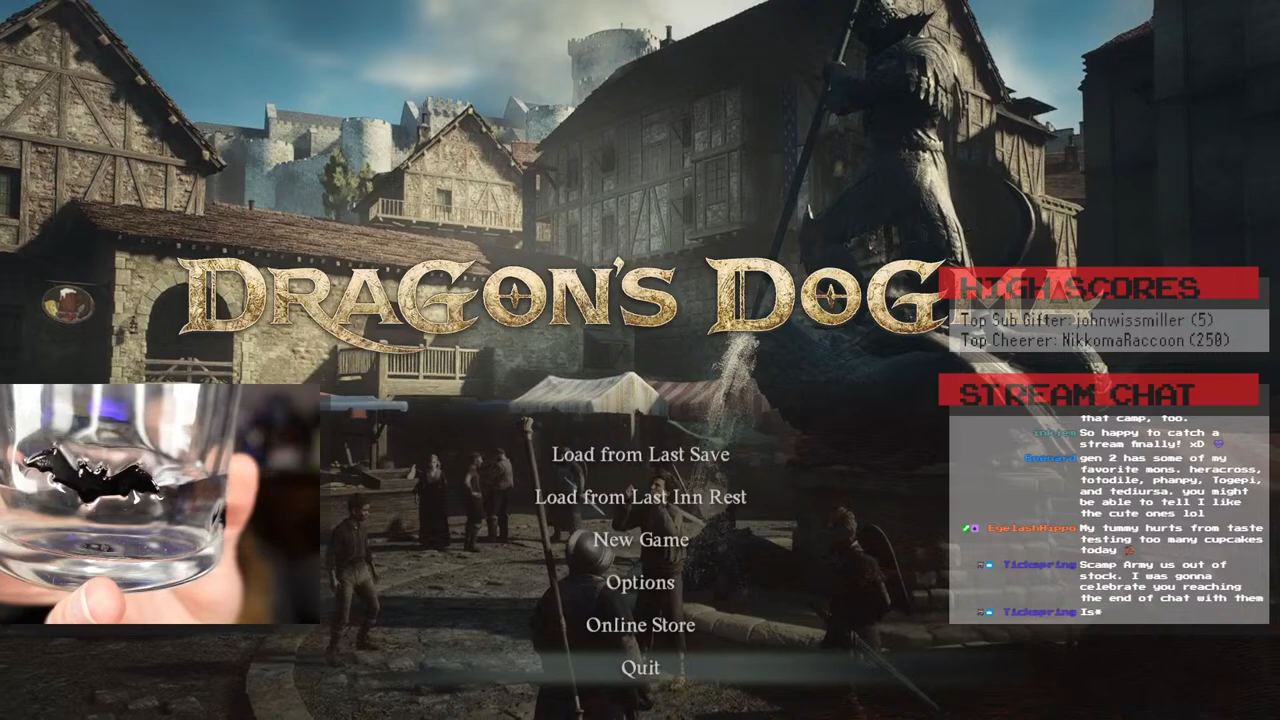 DRAGON'S DOGMA
HIGH SCORES
Top Sub Gifter: johnwissmiller (5)
Top Cheerer: NikkomaRaccoon (250)
STREAM CHAT
that camp, too.
So happy to catch a
stream finally! xD
gen 2 has some of my
favorite mons. heracross,
totodile, phanpy, Togepi,
and tediursa. you might
be able to tell I like
the cute ones lol
EyelashHippo My tummy hurts from taste
testing too many cupcakes
today
Tickspring Scamp Army us out of
stock. I was gonna
celebrate you reaching
the end of chat with them
Tickspring Is*
Load from Last Save
Load from Last Inn Rest
New Game
Options
Online Store
Quit